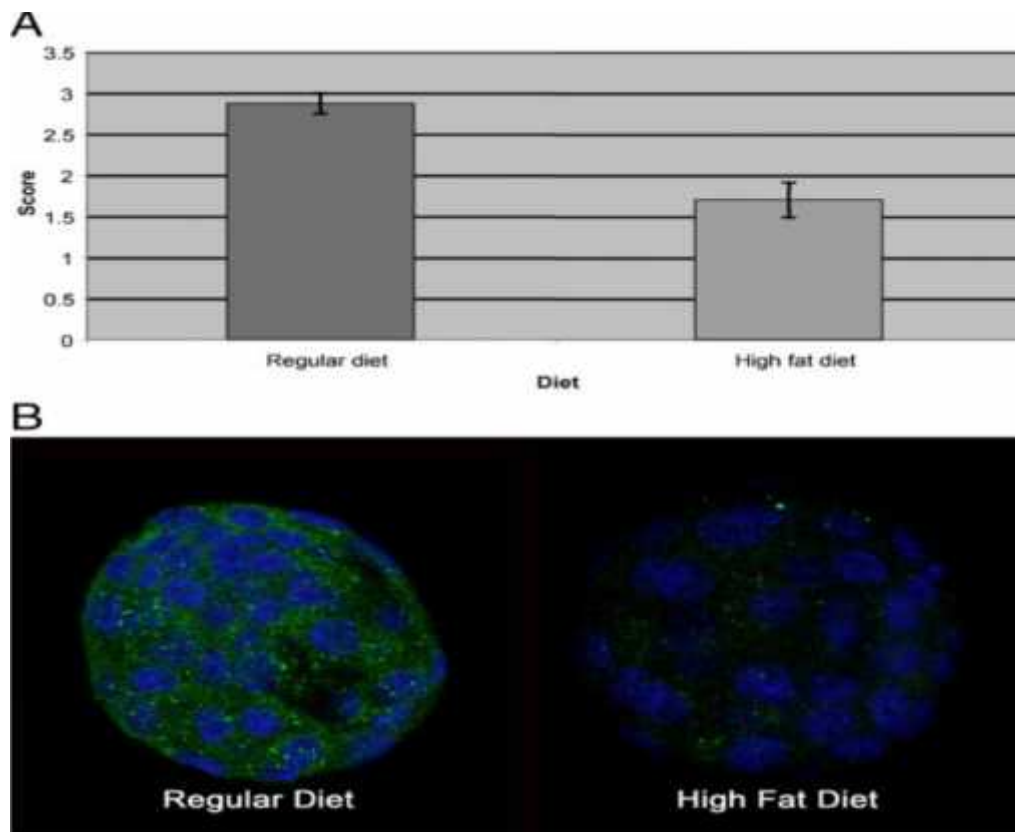 A
3.5
3
2.5
2
1.5
1
0.5
0
Score
Regular diet
High fat diet
Diet
B
Regular Diet
High Fat Diet